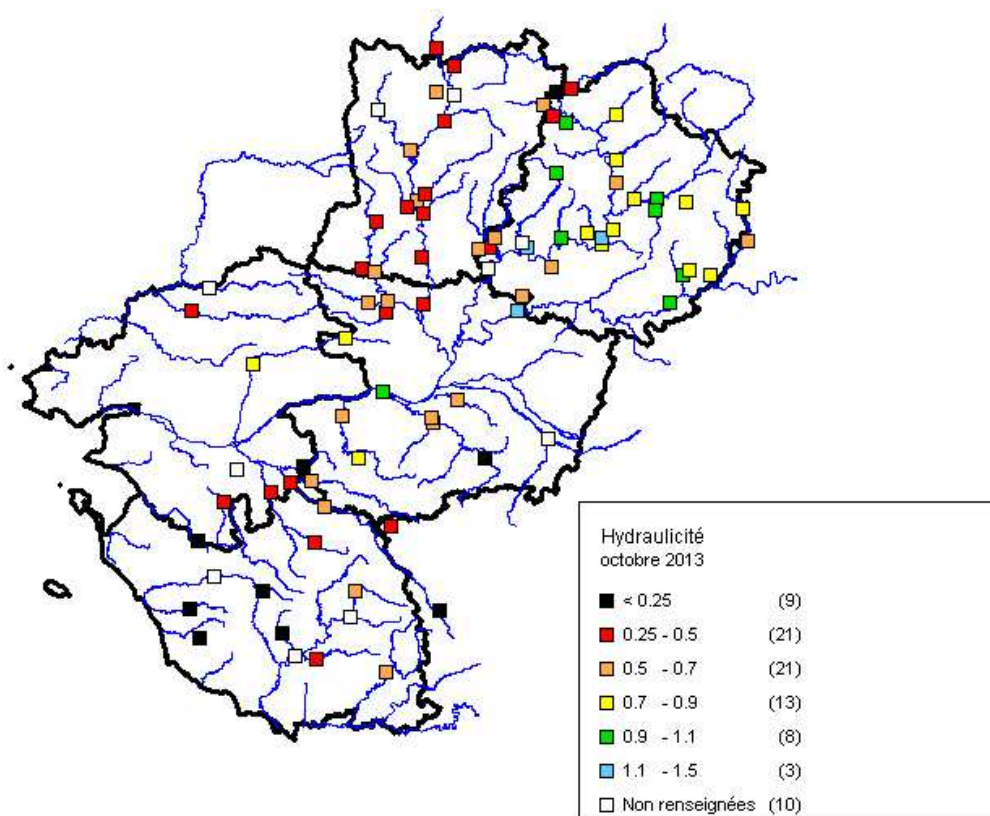 Hydraulicité
octobre 2013
< 0.25 (9)
0.25 - 0.5 (21)
0.5 - 0.7 (21)
0.7 - 0.9 (13)
0.9 - 1.1 (8)
1.1 - 1.5 (3)
Non renseignées (10)